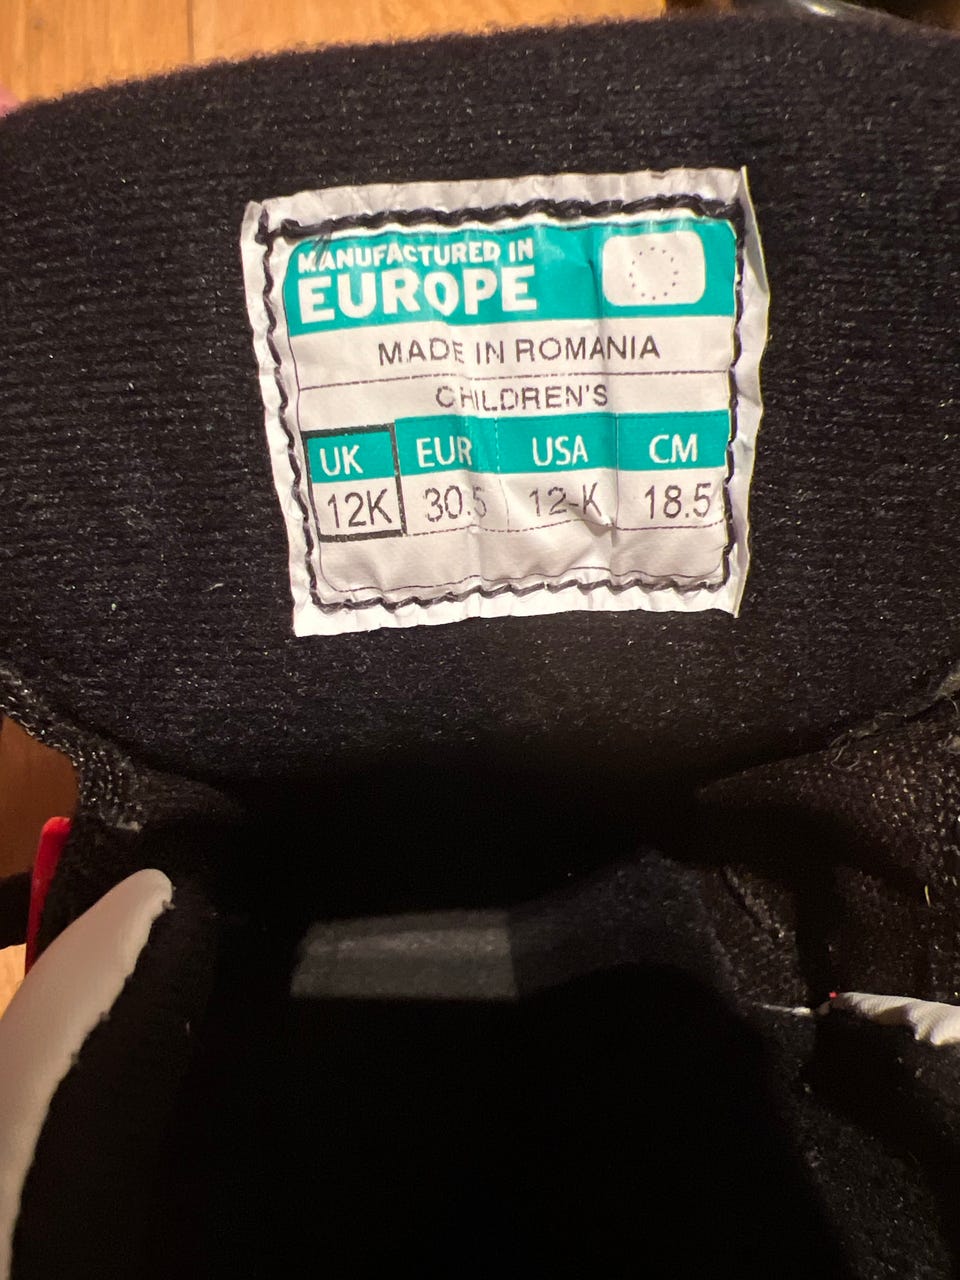 MANUFACTURED IN
EUROPE
MADE IN ROMANIA
CHILDREN'S
UK EUR USA CM
12K 30.5 12-K 18.5